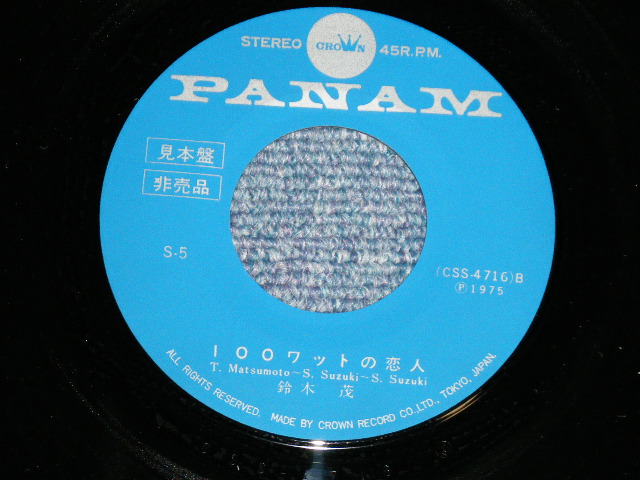 STEREO CROWN 45R.P.M.
PANAM
見本盤
非売品
S-5
(CSS-4716)B
Ⓟ1975
100ワットの恋人
T. Matsumoto~S. Suzuki~S. Suzuki
鈴木 茂
ALL RIGHTS RESERVED. MADE BY CROWN RECORD CO.,LTD., TOKYO, JAPAN.